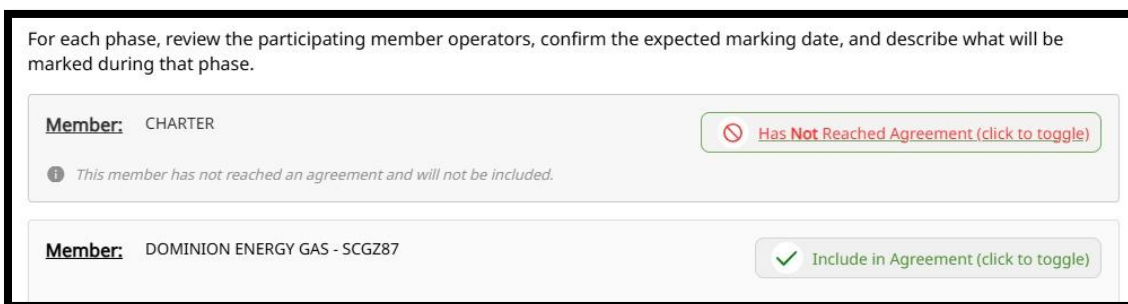 For each phase, review the participating member operators, confirm the expected marking date, and describe what will be
marked during that phase.
Member: CHARTER
Has Not Reached Agreement (click to toggle)
This member has not reached an agreement and will not be included.
Member: DOMINION ENERGY GAS - SCGZ87
Include in Agreement (click to toggle)